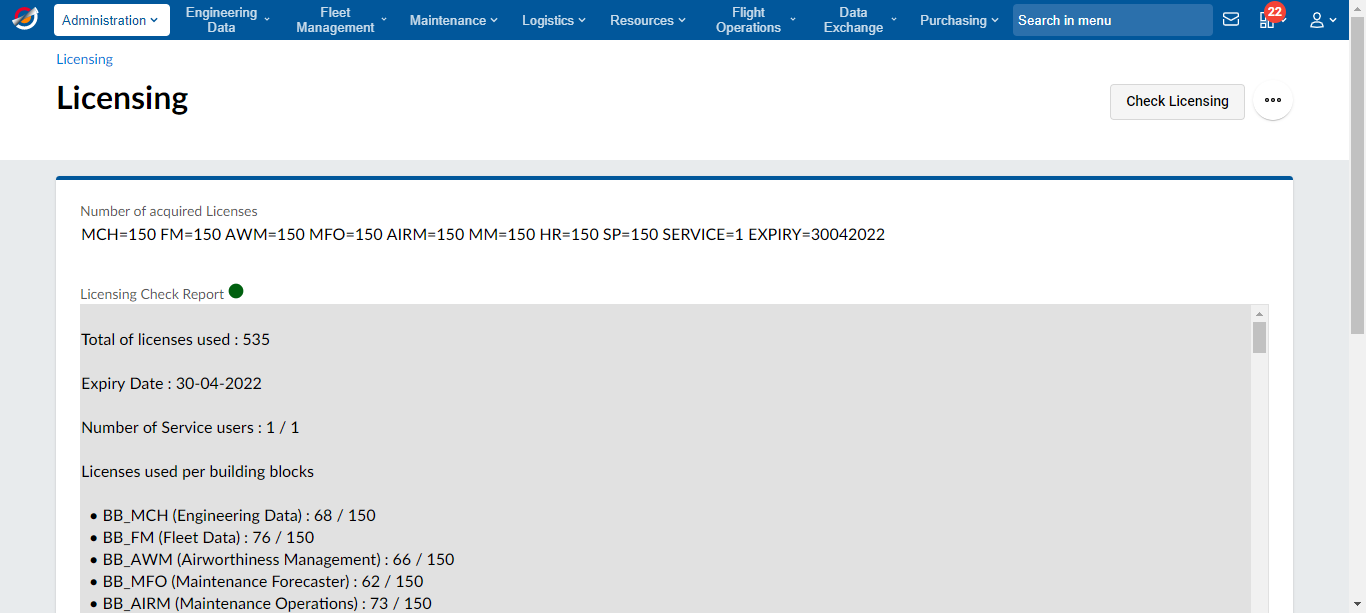 Administration
Engineering
Data
Fleet
Management
Maintenance
Logistics
Resources
Flight
Operations
Data
Exchange
Purchasing
Search in menu
22
Licensing
Licensing
Check Licensing
Number of acquired Licenses
MCH=150 FM=150 AWM=150 MFO=150 AIRM=150 MM=150 HR=150 SP=150 SERVICE=1 EXPIRY=30042022
Licensing Check Report
Total of licenses used : 535
Expiry Date : 30-04-2022
Number of Service users : 1 / 1
Licenses used per building blocks
• BB_MCH (Engineering Data) : 68 / 150
• BB_FM (Fleet Data) : 76 / 150
• BB_AWM (Airworthiness Management) : 66 / 150
• BB_MFO (Maintenance Forecaster) : 62 / 150
• BB_AIRM (Maintenance Operations) : 73 / 150